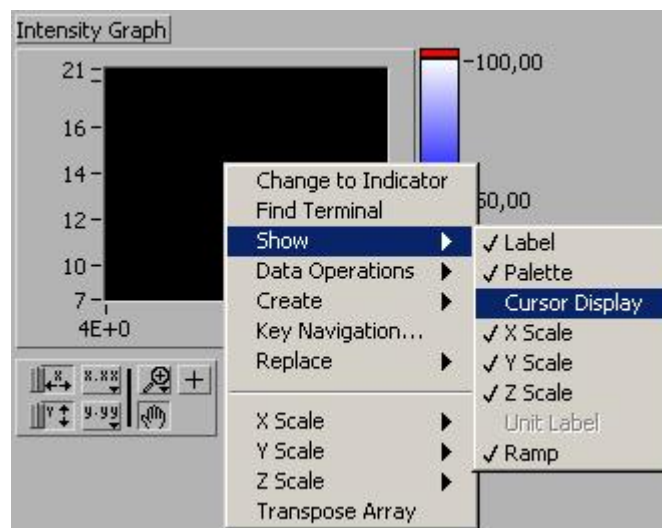 Intensity Graph
21
16
14
12
10
7
4E+0
100,00
50,00
Change to Indicator
Find Terminal
Show
Data Operations
Create
Key Navigation...
Replace
X Scale
Y Scale
Z Scale
Transpose Array
Label
Palette
Cursor Display
X Scale
Y Scale
Z Scale
Unit Label
Ramp
X
X.XX
Y
Y.YY